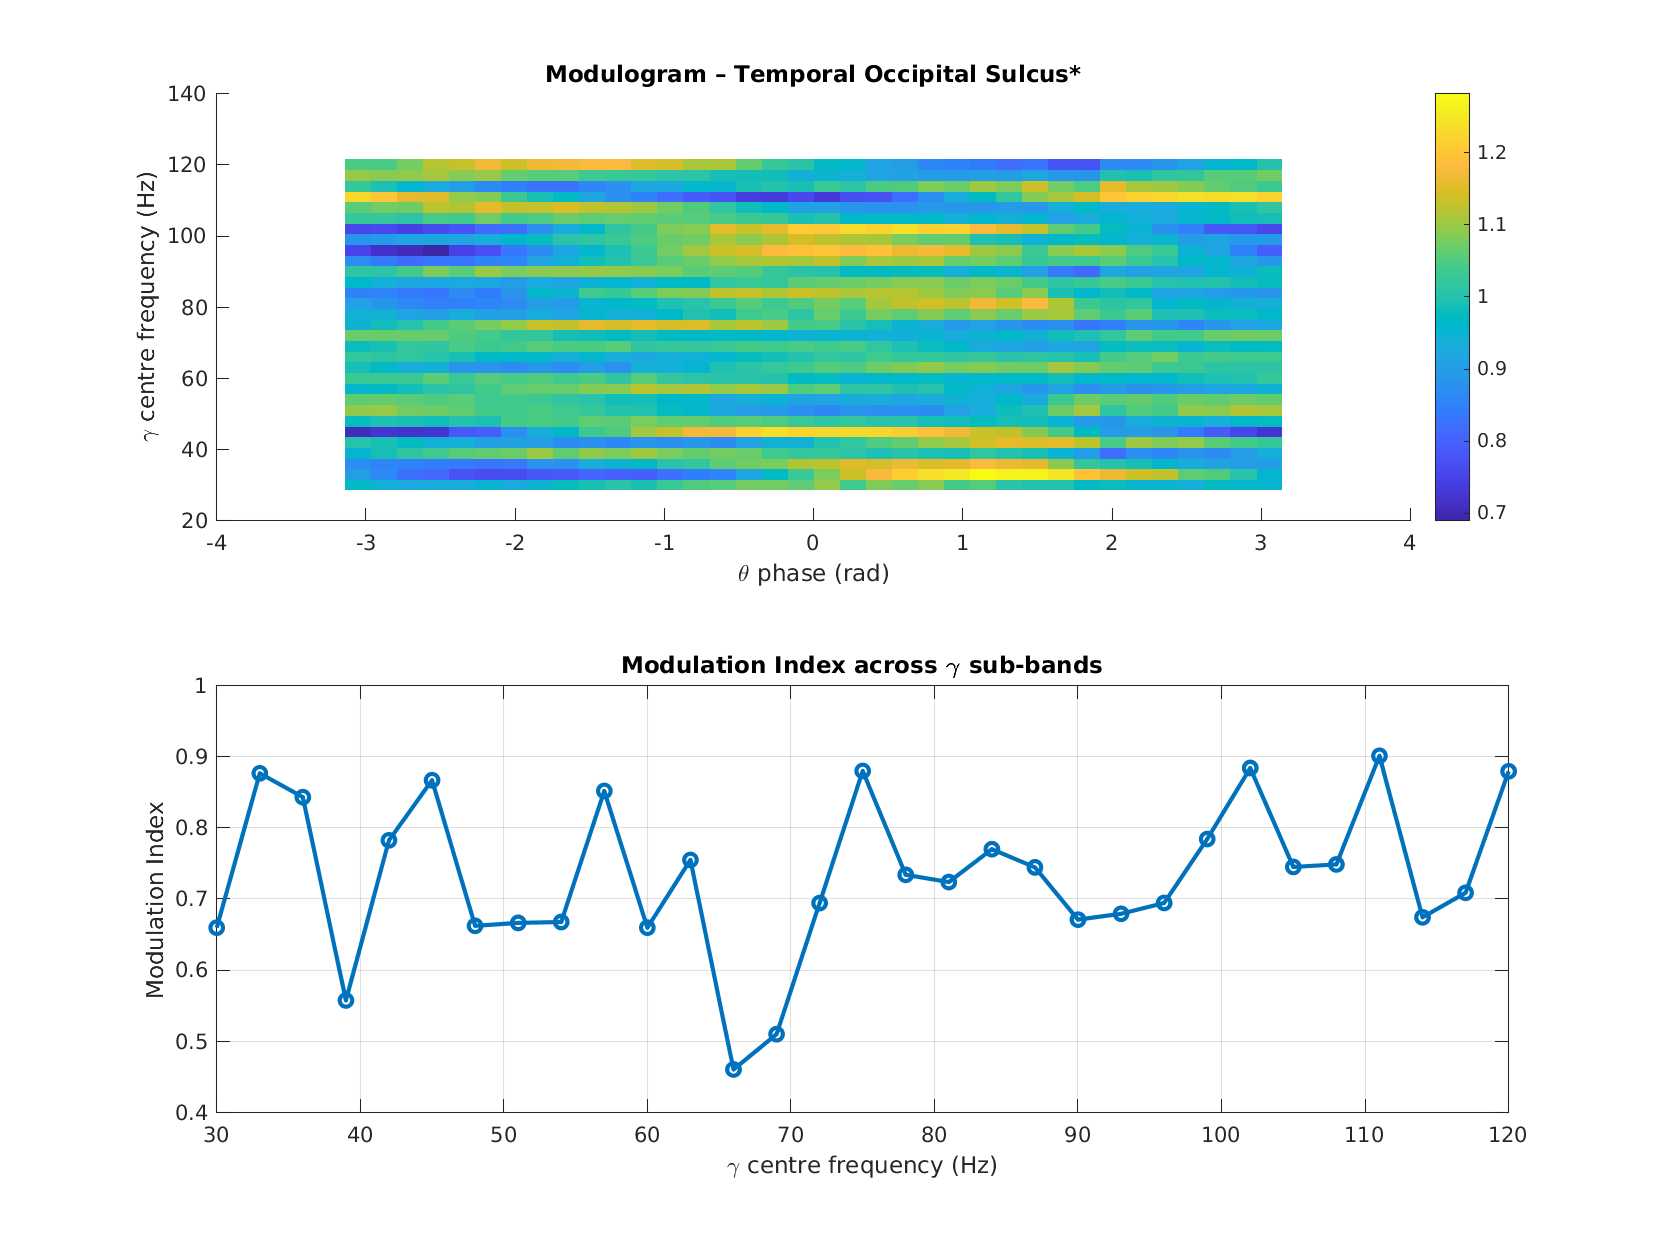 Modulogram – Temporal Occipital Sulcus*
γ centre frequency (Hz)
140
120
100
80
60
40
20
-4 -3 -2 -1 0 1 2 3 4
θ phase (rad)
1.2
1.1
1
0.9
0.8
0.7
Modulation Index across γ sub-bands
Modulation Index
1
0.9
0.8
0.7
0.6
0.5
0.4
30 40 50 60 70 80 90 100 110 120
γ centre frequency (Hz)